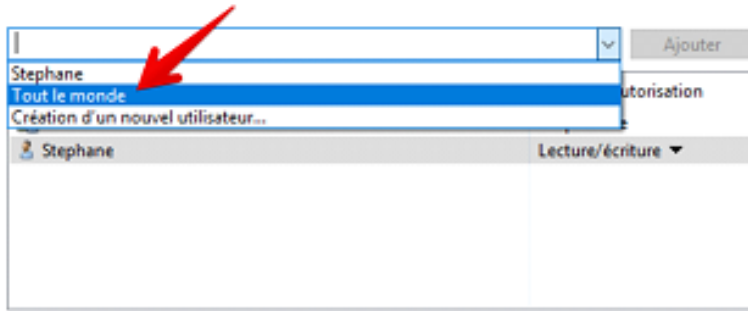 Ajouter
Stephane
Tout le monde
utorisation
Création d'un nouvel utilisateur...
Stephane Lecture/écriture